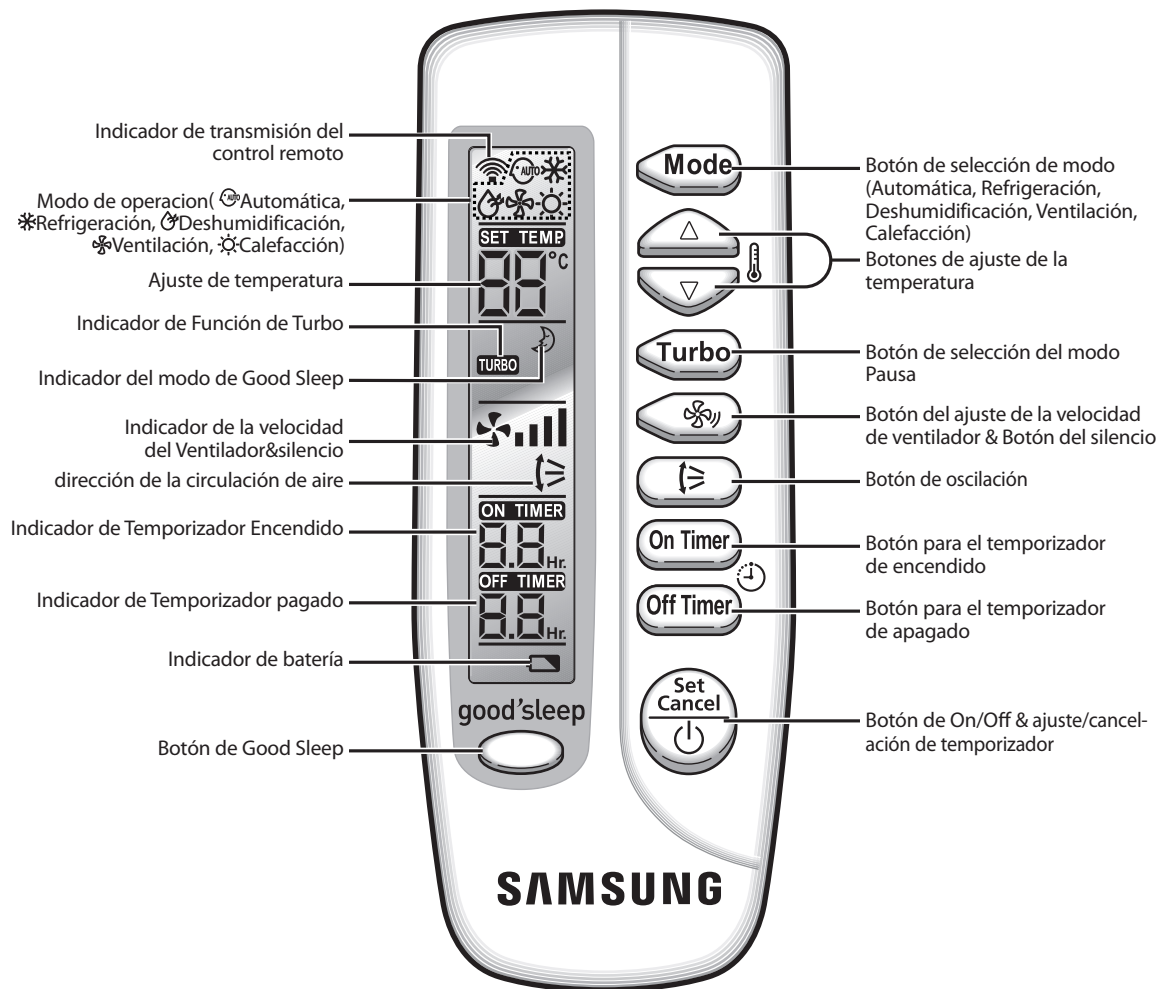 Indicador de transmisión del
control remoto
Modo de operacion( AUTO Automática,
Refrigeración, Deshumidificación,
Ventilación, Calefacción)
Ajuste de temperatura
Indicador de Función de Turbo
Indicador del modo de Good Sleep
Indicador de la velocidad
del Ventilador&silencio
dirección de la circulación de aire
Indicador de Temporizador Encendido
Indicador de Temporizador pagado
Indicador de batería
Botón de Good Sleep
AUTO
SET TEMP
88°C
TURBO
ON TIMER
8.8 Hr.
OFF TIMER
8.8 Hr.
good'sleep
Mode
Turbo
On Timer
Off Timer
Set
Cancel
SAMSUNG
Botón de selección de modo
(Automática, Refrigeración,
Deshumidificación, Ventilación,
Calefacción)
Botones de ajuste de la
temperatura
Botón de selección del modo
Pausa
Botón del ajuste de la velocidad
de ventilador & Botón del silencio
Botón de oscilación
Botón para el temporizador
de encendido
Botón para el temporizador
de apagado
Botón de On/Off & ajuste/cancel-
ación de temporizador